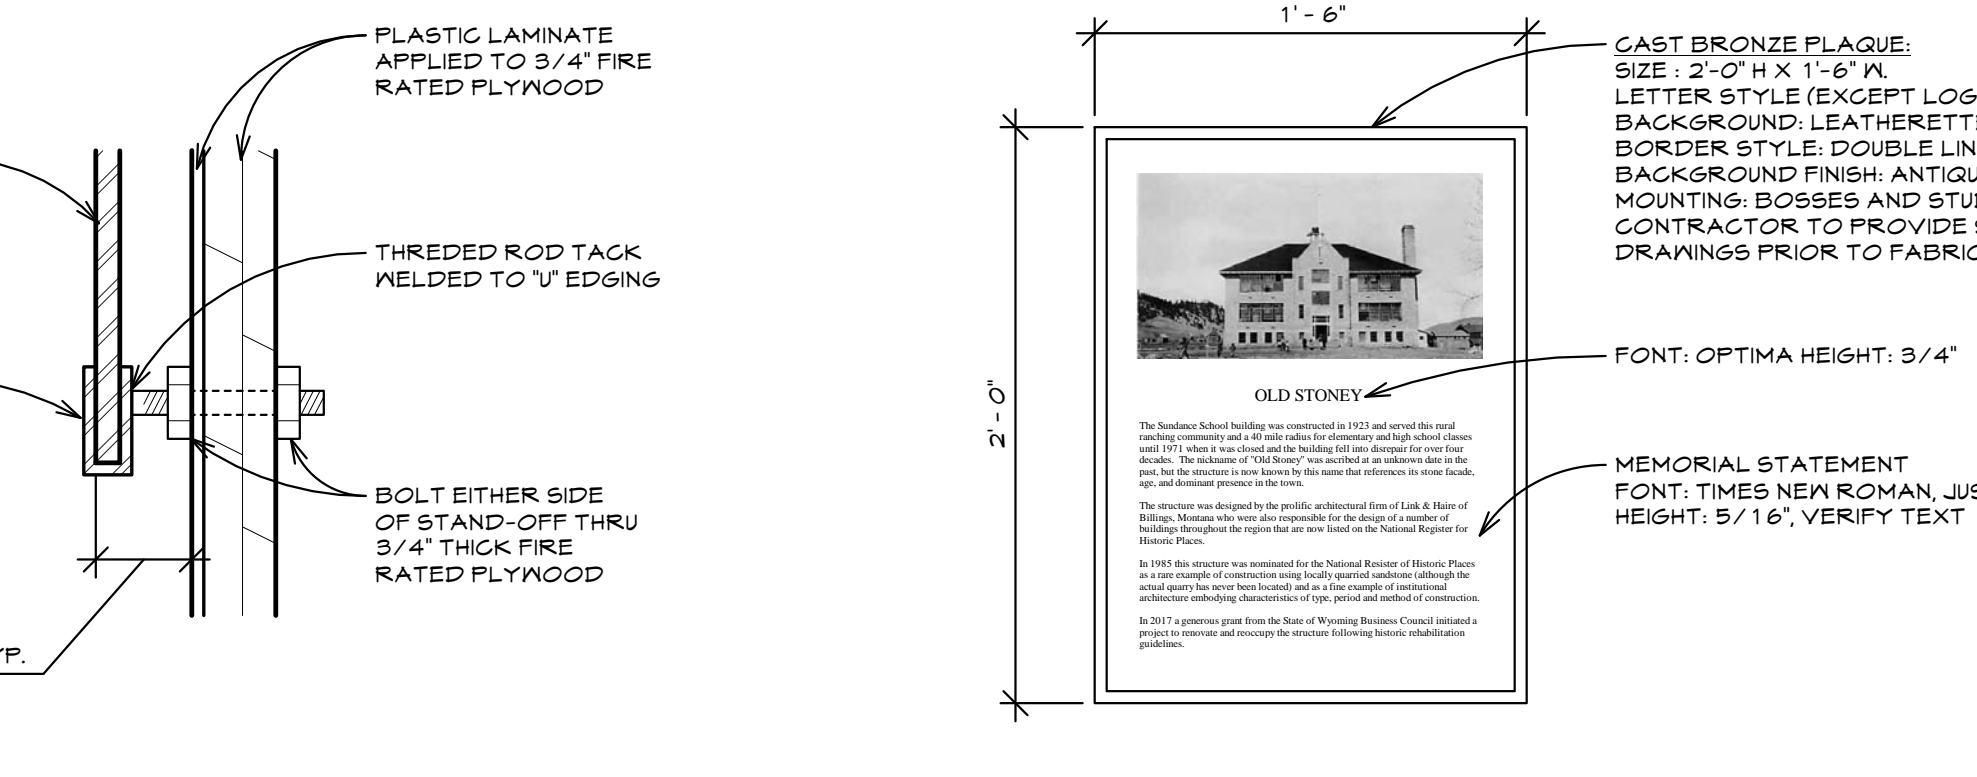 PLASTIC LAMINATE
APPLIED TO 3/4" FIRE
RATED PLYWOOD
THREDED ROD TACK
WELDED TO "U" EDGING
BOLT EITHER SIDE
OF STAND-OFF THRU
3/4" THICK FIRE
RATED PLYWOOD
YP.
1' - 6"
2' - 0"
OLD STONEY
The Sundance School building was constructed in 1923 and served this rural
ranching community and a 40 mile radius for elementary and high school classes
until 1971 when it was closed and the building fell into disrepair for over four
decades. The nickname of "Old Stoney" was ascribed at an unknown date in the
past, but the structure is now known by this name that references its stone facade,
age, and dominant presence in the town.
The structure was designed by the prolific architectural firm of Link & Haire of
Billings, Montana who were also responsible for the design of a number of
buildings throughout the region that are now listed on the National Register for
Historic Places.
In 1985 this structure was nominated for the National Resister of Historic Places
as a rare example of construction using locally quarried sandstone (although the
actual quarry has never been located) and as a fine example of institutional
architecture embodying characteristics of type, period and method of construction.
In 2017 a generous grant from the State of Wyoming Business Council initiated a
project to renovate and reoccupy the structure following historic rehabilitation
guidelines.
CAST BRONZE PLAQUE:
SIZE : 2'-0" H X 1'-6" W.
LETTER STYLE (EXCEPT LOG
BACKGROUND: LEATHERETTE
BORDER STYLE: DOUBLE LIN
BACKGROUND FINISH: ANTIQU
MOUNTING: BOSSES AND STU
CONTRACTOR TO PROVIDE S
DRAWINGS PRIOR TO FABRIC
FONT: OPTIMA HEIGHT: 3/4"
MEMORIAL STATEMENT
FONT: TIMES NEW ROMAN, JUS
HEIGHT: 5/16", VERIFY TEXT